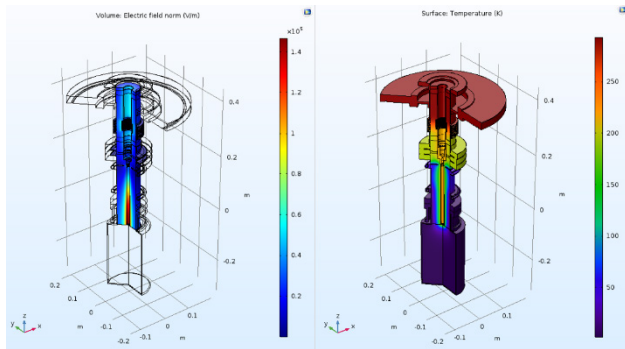 Volume: Electric field norm (V/m)
×10⁶
1.4
1.2
1
0.8
0.6
0.4
0.2
0.4
0.2
m
0
-0.2
0.2
0.1
0
m
-0.1
-0.2
-0.1
0
m
0.1
z
y
x
Surface: Temperature (K)
250
200
150
100
50
0.4
0.2
m
0
-0.2
0.2
0.1
0
m
-0.1
-0.2
-0.1
0
m
0.1
z
y
x